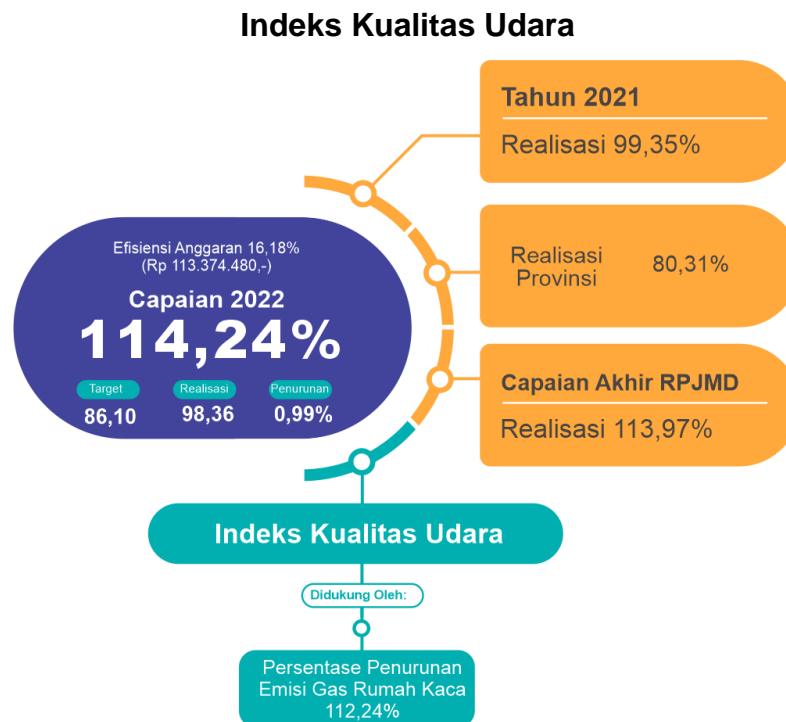 Indeks Kualitas Udara
Tahun 2021
Realisasi 99,35%
Efisiensi Anggaran 16,18%
(Rp 113.374.480,-)
Capaian 2022
114,24%
Target
Realisasi
Penurunan
86,10
98,36
0,99%
Realisasi
Provinsi
80,31%
Capaian Akhir RPJMD
Realisasi 113,97%
Indeks Kualitas Udara
Didukung Oleh:
Persentase Penurunan
Emisi Gas Rumah Kaca
112,24%